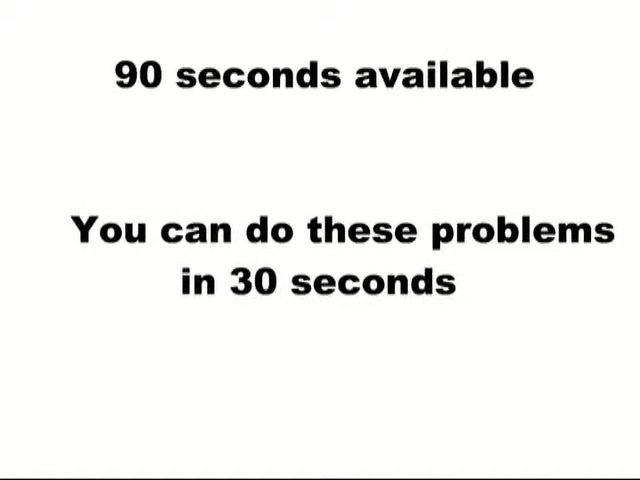 90 seconds available
You can do these problems
in 30 seconds